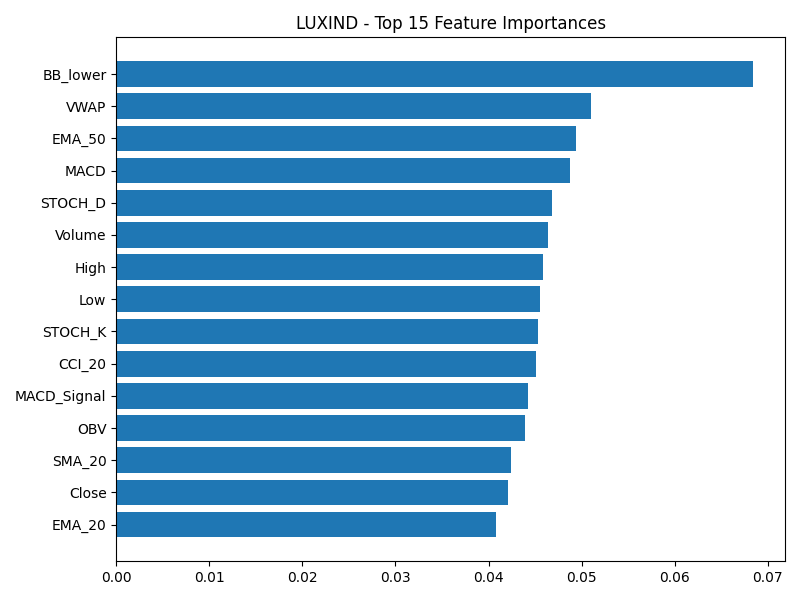 LUXIND - Top 15 Feature Importances
BB_lower
VWAP
EMA_50
MACD
STOCH_D
Volume
High
Low
STOCH_K
CCI_20
MACD_Signal
OBV
SMA_20
Close
EMA_20
0.00 0.01 0.02 0.03 0.04 0.05 0.06 0.07